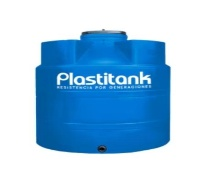 Plastitank
RESISTENCIA POR GENERACIONES